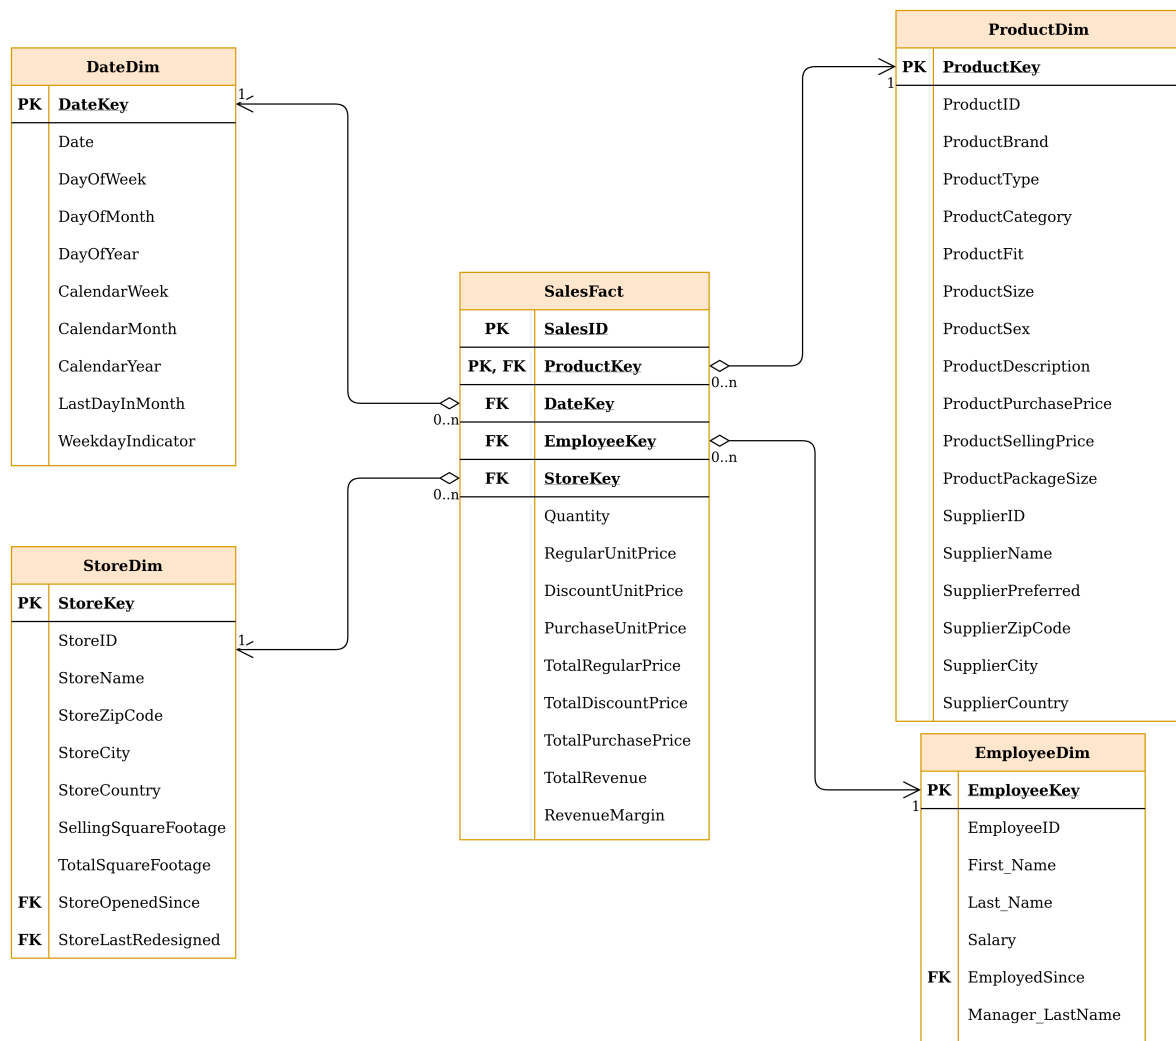 DateDim
PK DateKey
Date
DayOfWeek
DayOfMonth
DayOfYear
CalendarWeek
CalendarMonth
CalendarYear
LastDayInMonth
WeekdayIndicator
1
0..n
StoreDim
PK StoreKey
StoreID
StoreName
StoreZipCode
StoreCity
StoreCountry
SellingSquareFootage
TotalSquareFootage
FK StoreOpenedSince
FK StoreLastRedesigned
1
0..n
SalesFact
PK SalesID
PK, FK ProductKey
FK DateKey
FK EmployeeKey
FK StoreKey
Quantity
RegularUnitPrice
DiscountUnitPrice
PurchaseUnitPrice
TotalRegularPrice
TotalDiscountPrice
TotalPurchasePrice
TotalRevenue
RevenueMargin
0..n
1
ProductDim
PK ProductKey
ProductID
ProductBrand
ProductType
ProductCategory
ProductFit
ProductSize
ProductSex
ProductDescription
ProductPurchasePrice
ProductSellingPrice
ProductPackageSize
SupplierID
SupplierName
SupplierPreferred
SupplierZipCode
SupplierCity
SupplierCountry
0..n
1
EmployeeDim
PK EmployeeKey
EmployeeID
First_Name
Last_Name
Salary
FK EmployedSince
Manager_LastName